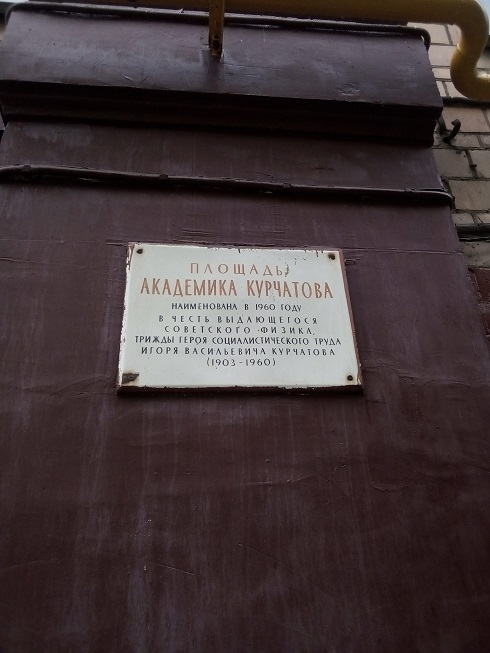 ПЛОЩАДЬ
АКАДЕМИКА КУРЧАТОВА
НАИМЕНОВАНА В 1960 ГОДУ
В ЧЕСТЬ ВЫДАЮЩЕГОСЯ
СОВЕТСКОГО ФИЗИКА,
ТРИЖДЫ ГЕРОЯ СОЦИАЛИСТИЧЕСКОГО ТРУДА
ИГОРЯ ВАСИЛЬЕВИЧА КУРЧАТОВА
(1903-1960)